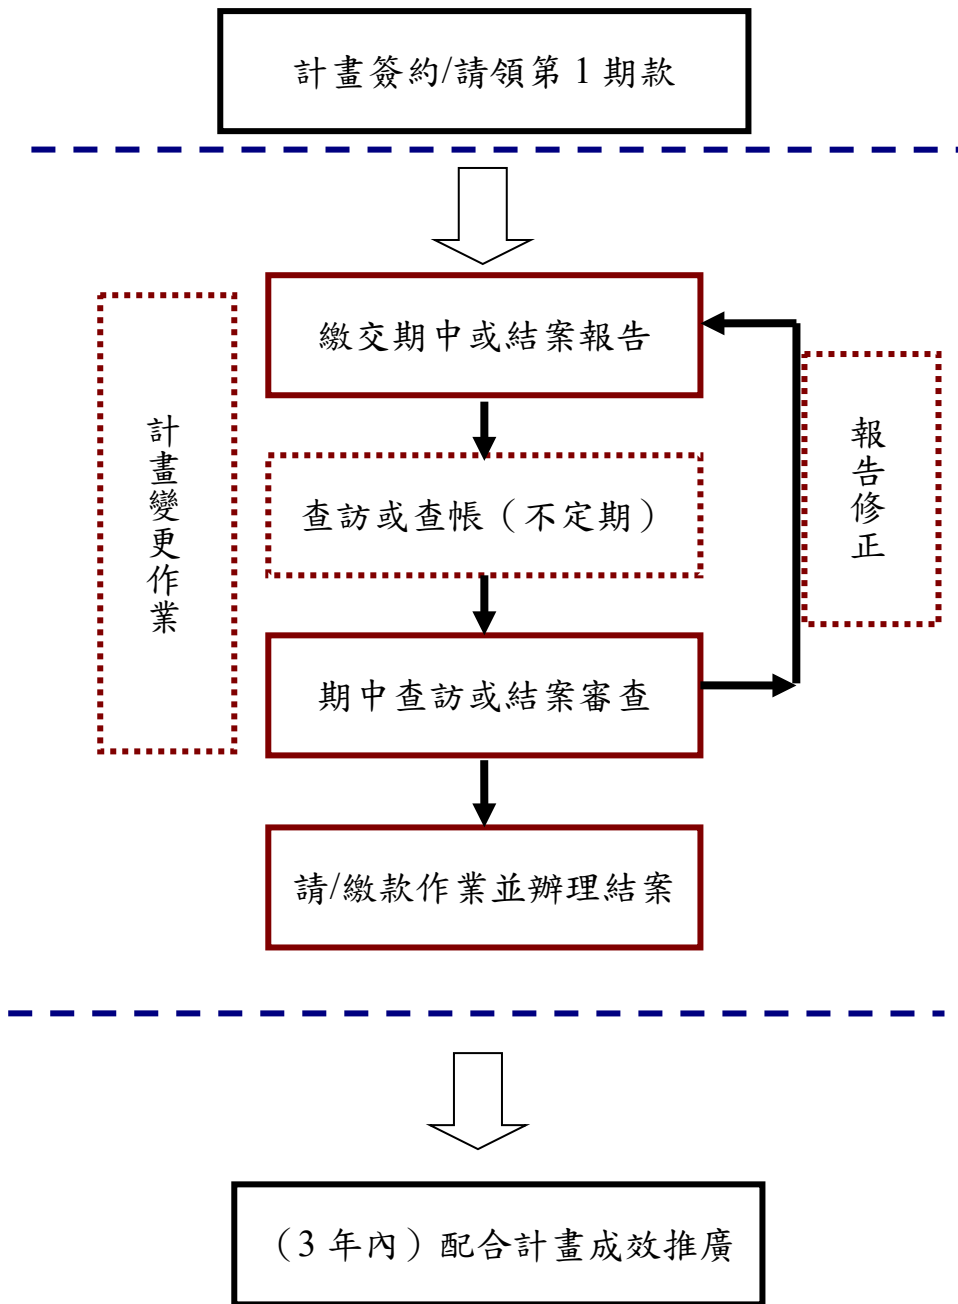 計畫簽約/請領第 1 期款
繳交期中或結案報告
計畫變更作業
報告修正
查訪或查帳（不定期）
期中查訪或結案審查
請/繳款作業並辦理結案
（3 年內）配合計畫成效推廣